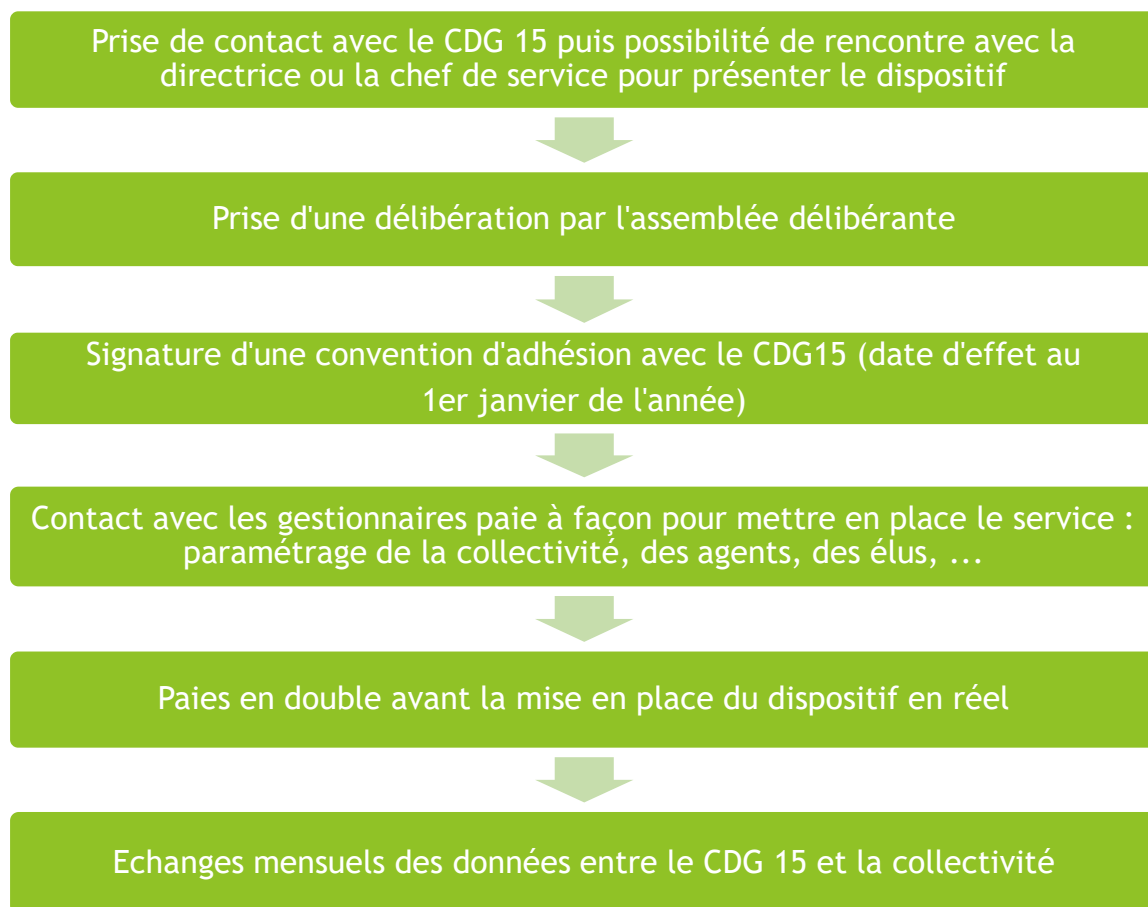 Prise de contact avec le CDG 15 puis possibilité de rencontre avec la
directrice ou la chef de service pour présenter le dispositif
Prise d'une délibération par l'assemblée délibérante
Signature d'une convention d'adhésion avec le CDG15 (date d'effet au
1er janvier de l'année)
Contact avec les gestionnaires paie à façon pour mettre en place le service :
paramétrage de la collectivité, des agents, des élus, ...
Paies en double avant la mise en place du dispositif en réel
Echanges mensuels des données entre le CDG 15 et la collectivité